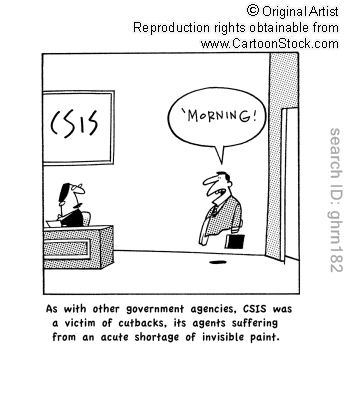 © Original Artist
Reproduction rights obtainable from
www.CartoonStock.com
CSIS
'MORNING!
search ID: ghrn182
As with other government agencies, CSIS was
a victim of cutbacks, its agents suffering
from an acute shortage of invisible paint.